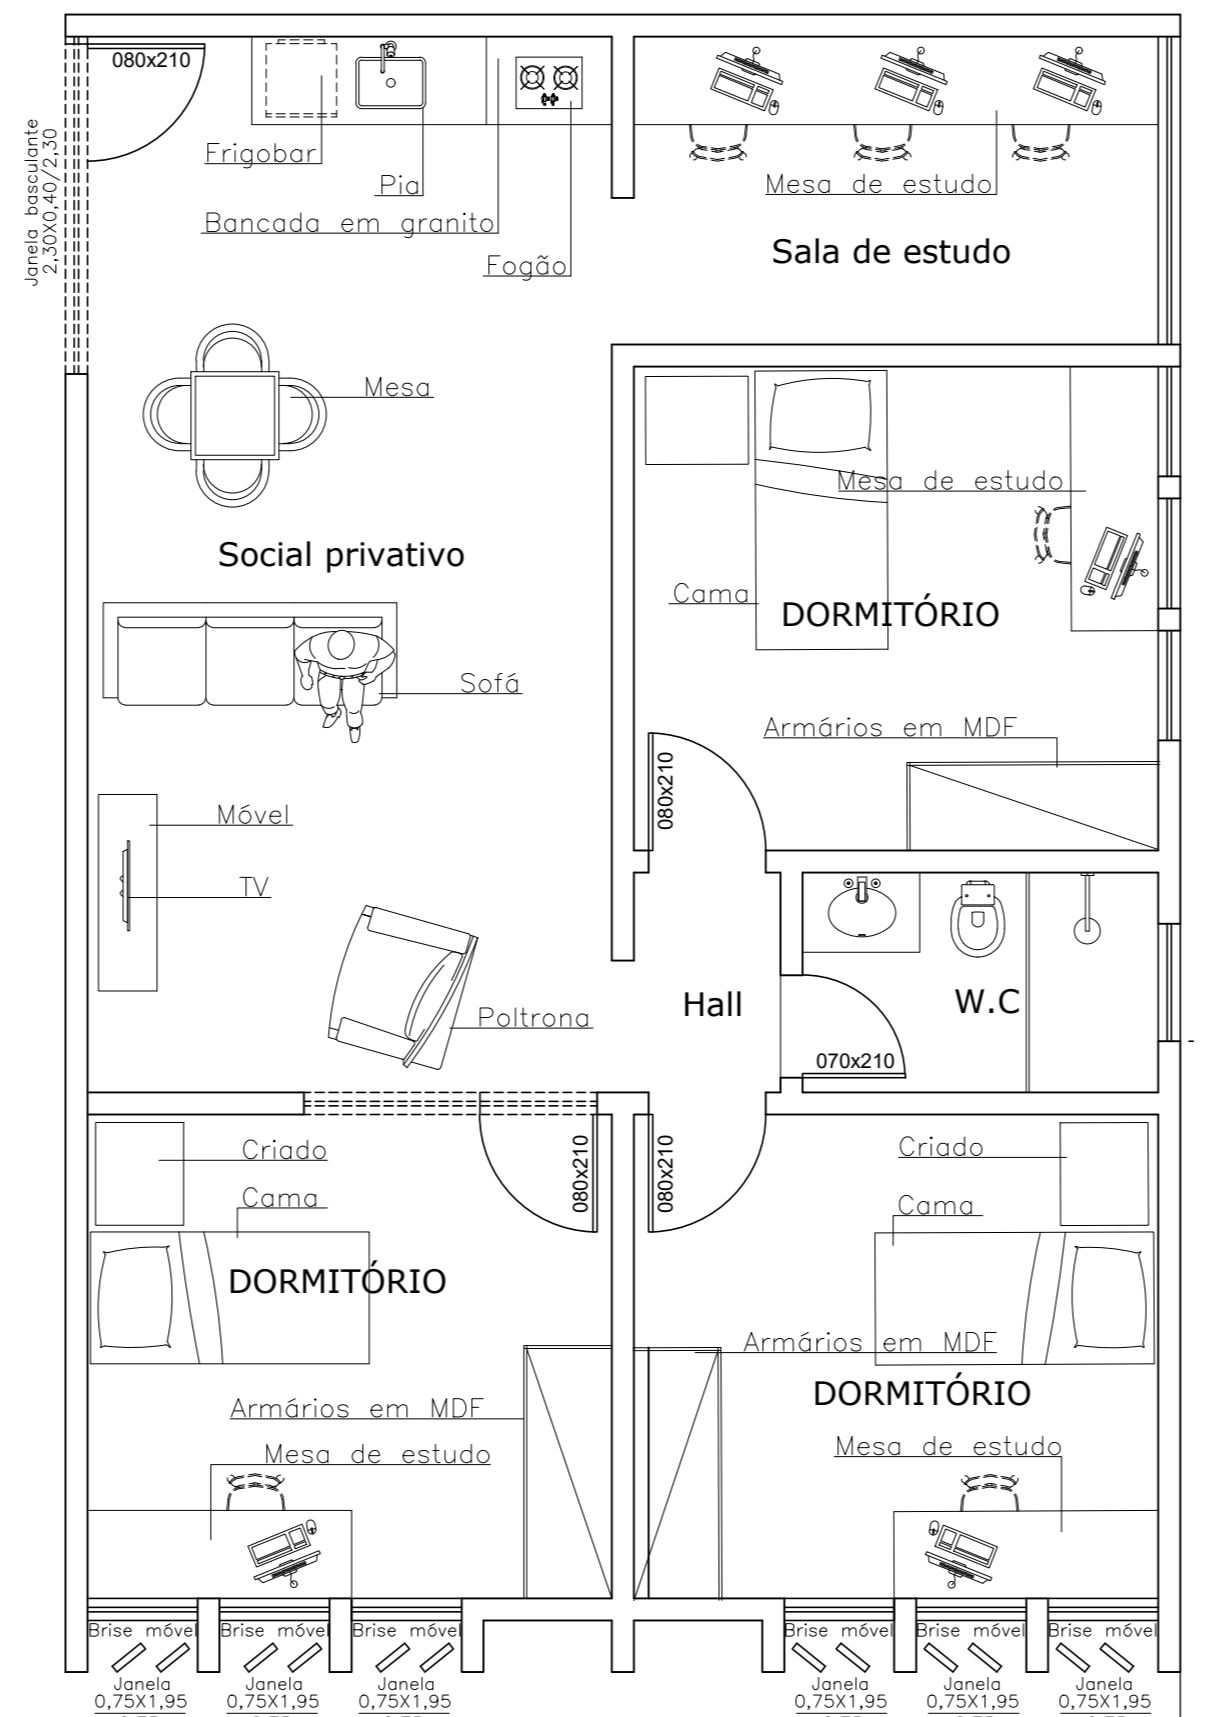 080x210
Janela basculante
2,30X0,40/2,30
Frigobar
Pia
Bancada em granito
Fogão
Mesa de estudo
Sala de estudo
Mesa
Social privativo
Mesa de estudo
Cama
DORMITÓRIO
Sofá
Armários em MDF
080x210
Móvel
TV
Poltrona
Hall
W.C
070x210
Criado
Cama
080x210
080x210
Criado
Cama
DORMITÓRIO
Armários em MDF
DORMITÓRIO
Armários em MDF
Mesa de estudo
Mesa de estudo
Brise móvel
Brise móvel
Brise móvel
Brise móvel
Brise móvel
Brise móvel
Janela
0,75X1,95
Janela
0,75X1,95
Janela
0,75X1,95
Janela
0,75X1,95
Janela
0,75X1,95
Janela
0,75X1,95